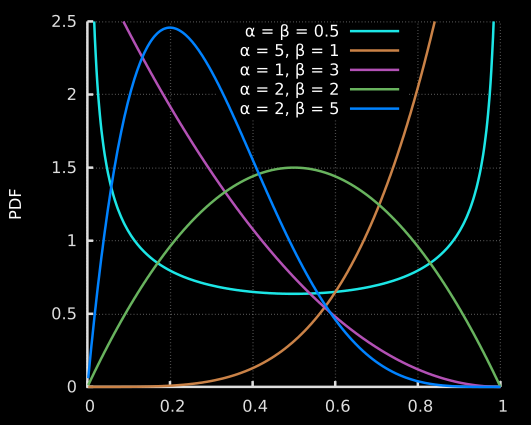 2.5
2
1.5
1
0.5
0
PDF
α = β = 0.5
α = 5, β = 1
α = 1, β = 3
α = 2, β = 2
α = 2, β = 5
0 0.2 0.4 0.6 0.8 1